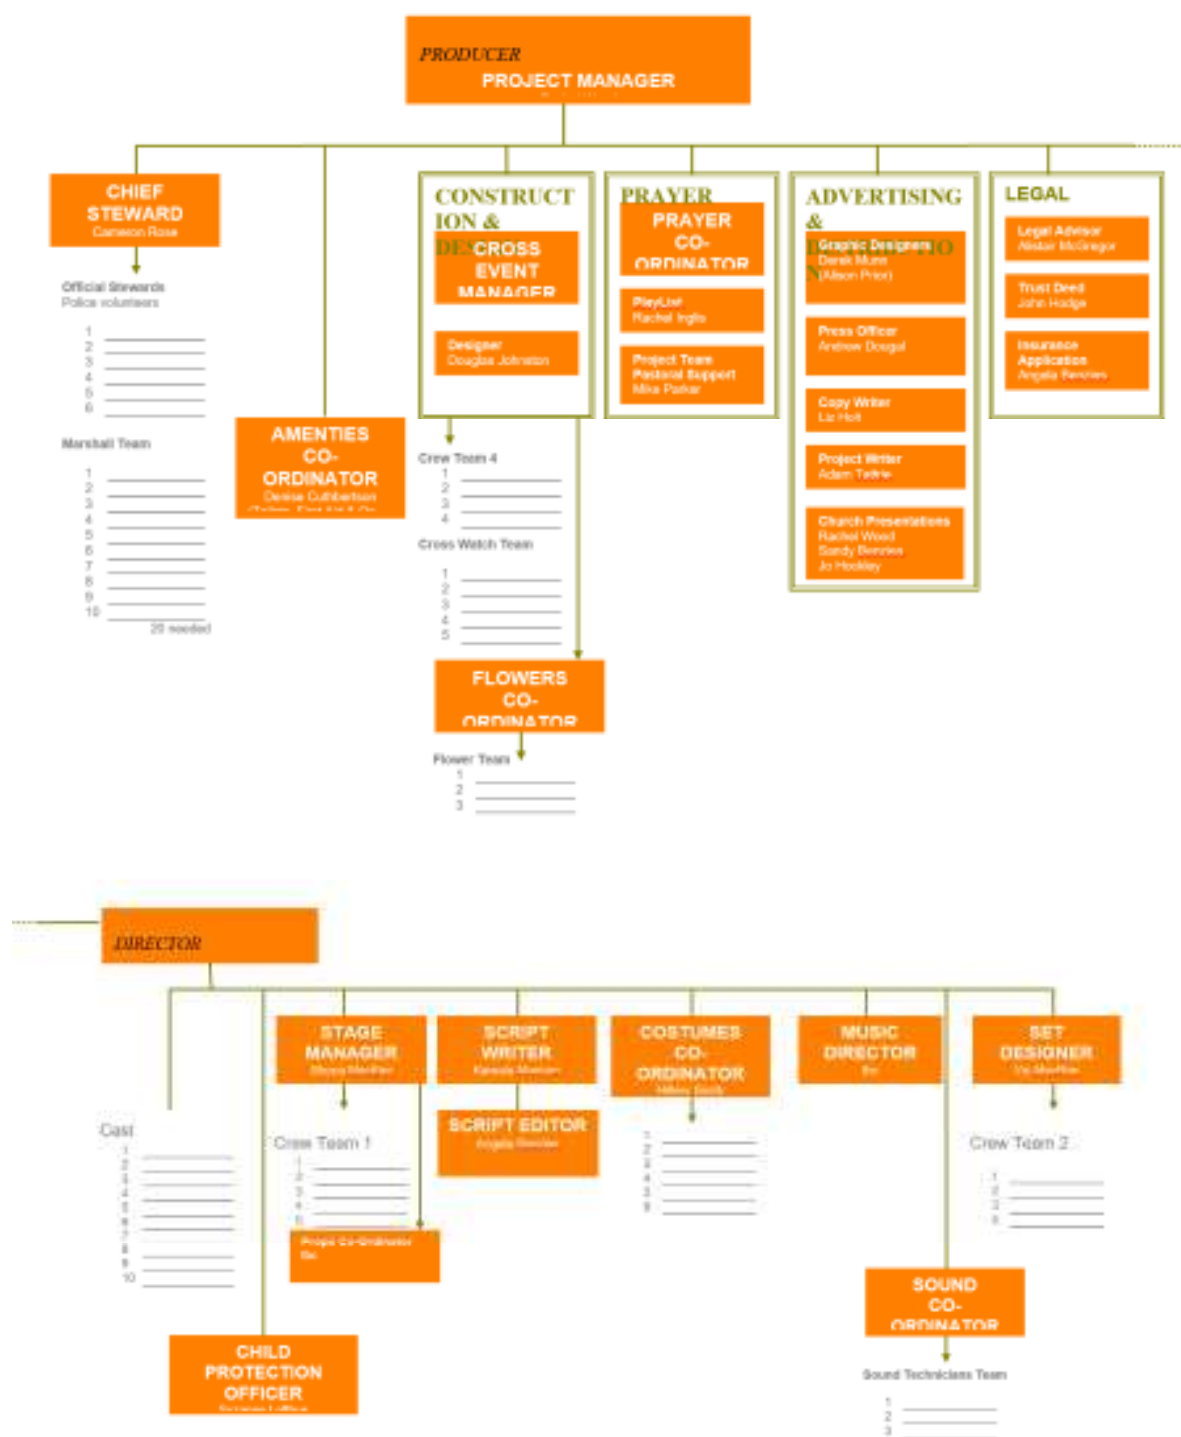 PRODUCER
PROJECT MANAGER
CHIEF
STEWARD
Cameron Rose
Official Stewards
Police volunteers
1
2
3
4
5
6
Marshall Team
1
2
3
4
5
6
7
8
9
10
20 needed
AMENTIES
CO-
ORDINATOR
Denise Cuthbertson
CONSTRUCT
ION &
CROSS
EVENT
MANAGER
Designer
Douglas Johnston
Crew Team 4
1
2
3
4
Cross Watch Team
1
2
3
4
5
FLOWERS
CO-
ORDINATOR
Flower Team
1
2
3
PRAYER
PRAYER
CO-
ORDINATOR
PlayList
Rachel Inglis
Project Team
Pastoral Support
Mike Parker
ADVERTISING
&
Graphic Designers
Derek Munn
(Alison Prior)
Press Officer
Andrew Dougal
Copy Writer
Liz Holt
Project Writer
Adam
Church Presentations
Rachel Wood
Sandy Benzies
Jo Hockley
LEGAL
Legal Advisor
Alistair McGregor
Trust Deed
John Hodge
Insurance
Application
Angela Benzies
DIRECTOR
Cast
1
2
3
4
5
6
7
8
9
10
CHILD
PROTECTION
OFFICER
STAGE
MANAGER
Crew Team 1
1
2
3
4
5
Props Co-Ordinator
SCRIPT
WRITER
SCRIPT EDITOR
Angela Benzies
COSTUMES
CO-
ORDINATOR
1
2
3
4
5
6
MUSIC
DIRECTOR
SET
DESIGNER
Crew Team 2
1
2
3
SOUND
CO-
ORDINATOR
Sound Technicians Team
1
2
3